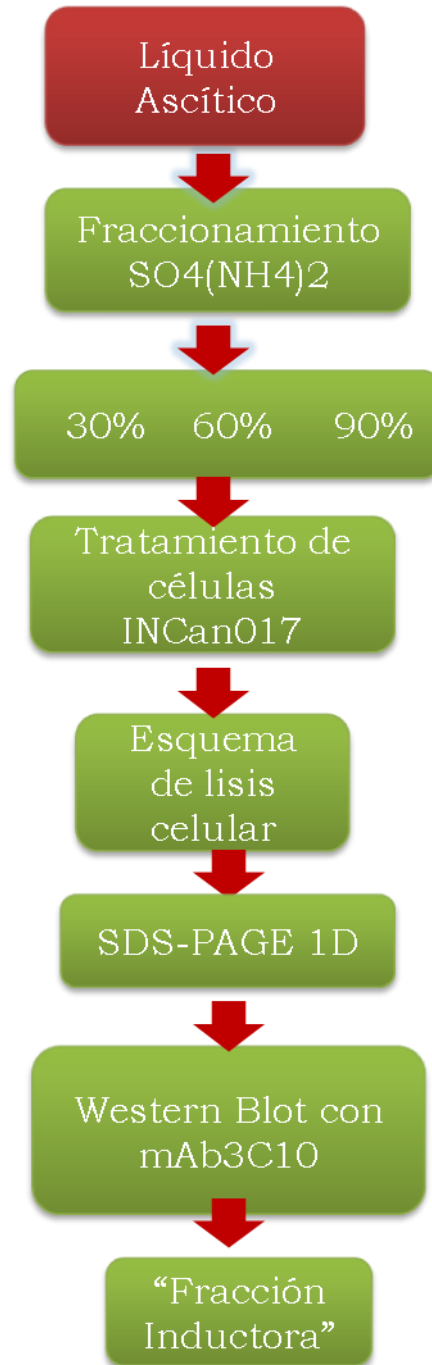 Líquido
Ascítico
Fraccionamiento
SO4(NH4)2
30% 60% 90%
Tratamiento de
células
INCan017
Esquema
de lisis
celular
SDS-PAGE 1D
Western Blot con
mAb3C10
“Fracción
Inductora”